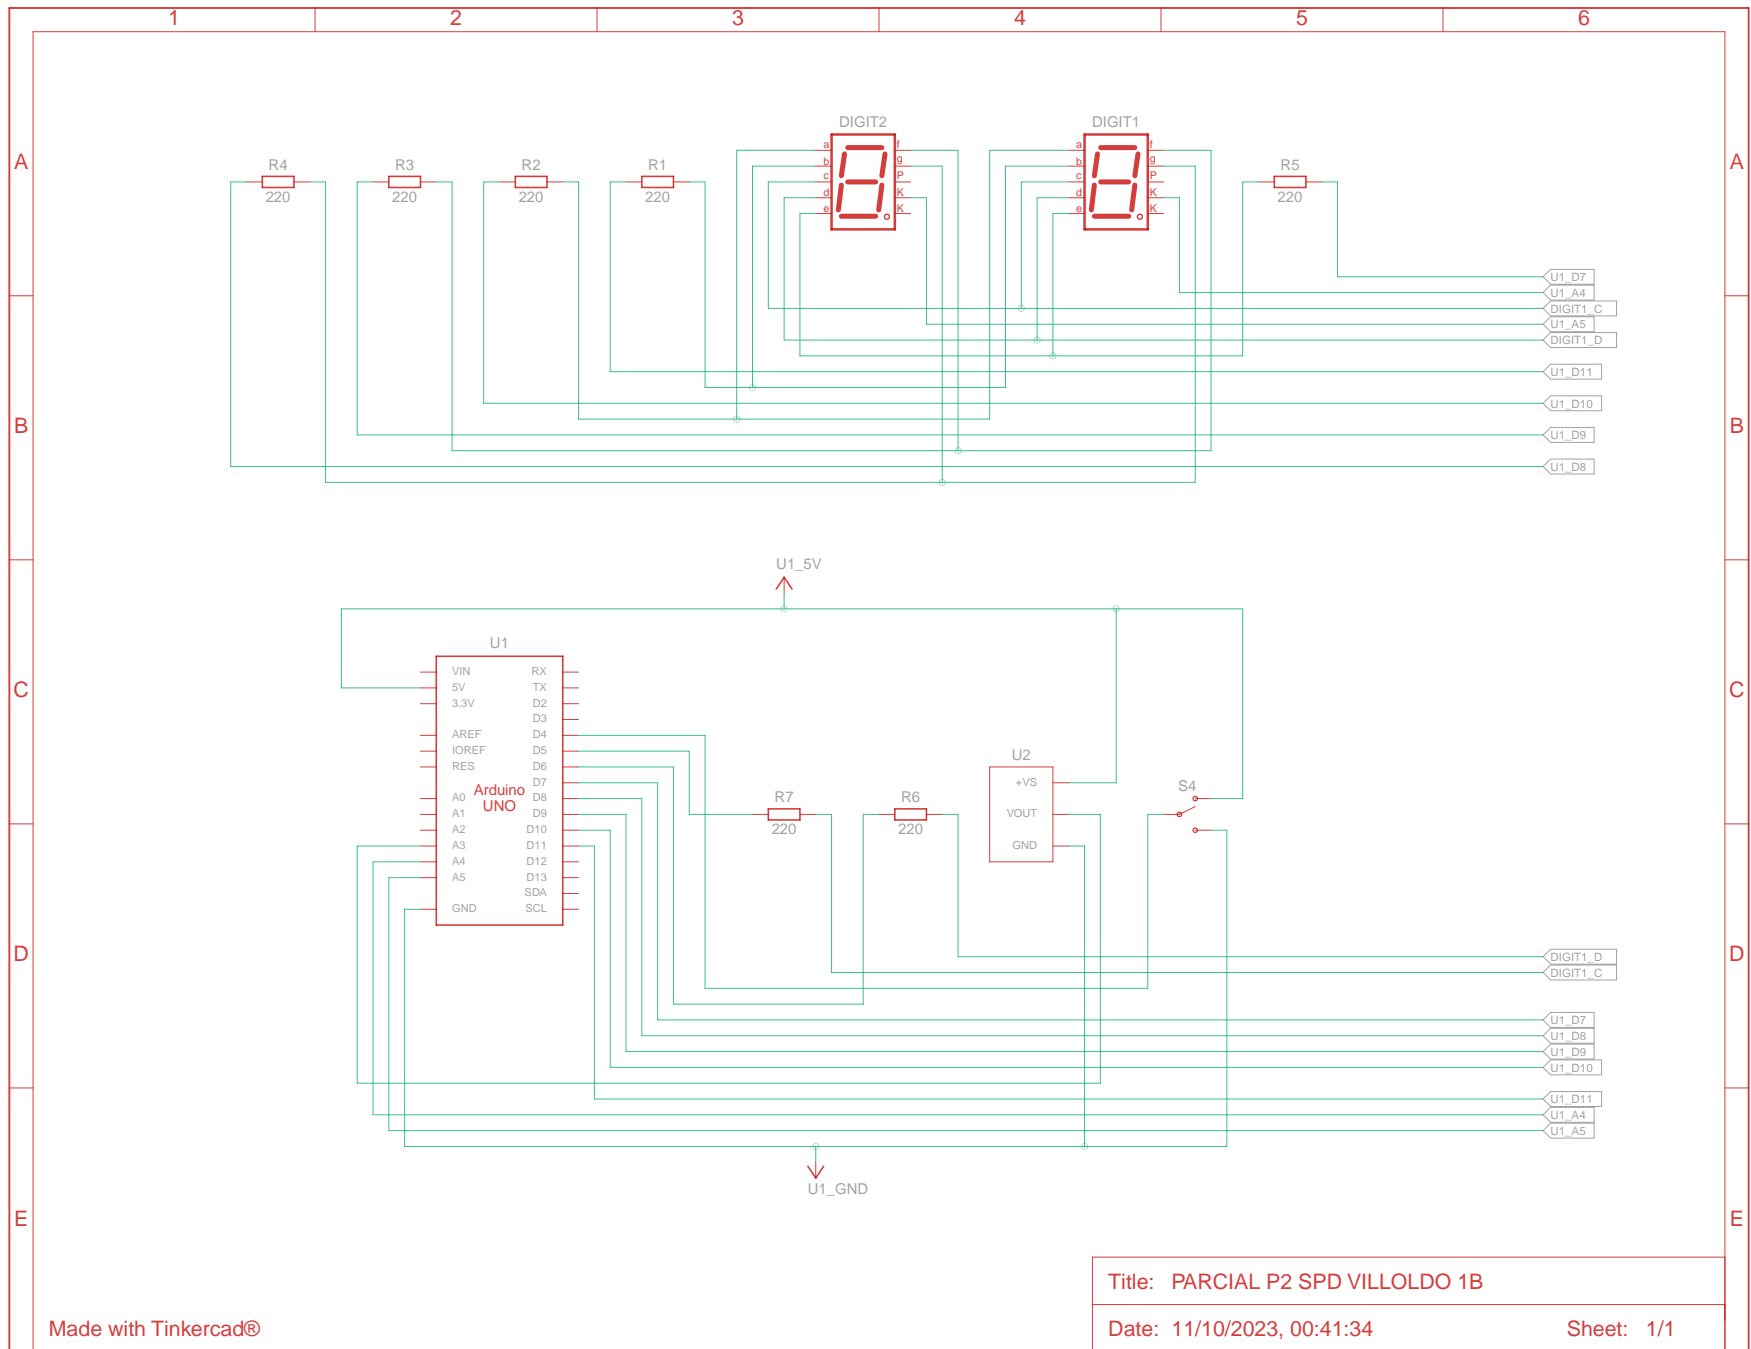 1 2 3 4 5 6
DIGIT2 DIGIT1
A R4 R3 R2 R1 R5 A
220 220 220 220 220
a f a f
b g b g
c P c P
d K d K
e K e K
U1_D7
U1_A4
DIGIT1_C
U1_A5
DIGIT1_D
U1_D11
U1_D10
B B
U1_D9
U1_D8
U1_5V
U1
VIN RX
5V TX
C C
3.3V D2
D3
AREF D4
IOREF D5
RES D6
D7
Arduino
UNO
A0 D8
A1 D9
A2 D10
A3 D11
A4 D12
A5 D13
SDA
GND SCL
R7 R6
220 220
U2
+VS
VOUT
GND
S4
D D
DIGIT1_D
DIGIT1_C
U1_D7
U1_D8
U1_D9
U1_D10
U1_D11
U1_A4
U1_A5
U1_GND
E E
Title: PARCIAL P2 SPD VILLOLDO 1B
Made with Tinkercad®
Date: 11/10/2023, 00:41:34 Sheet: 1/1